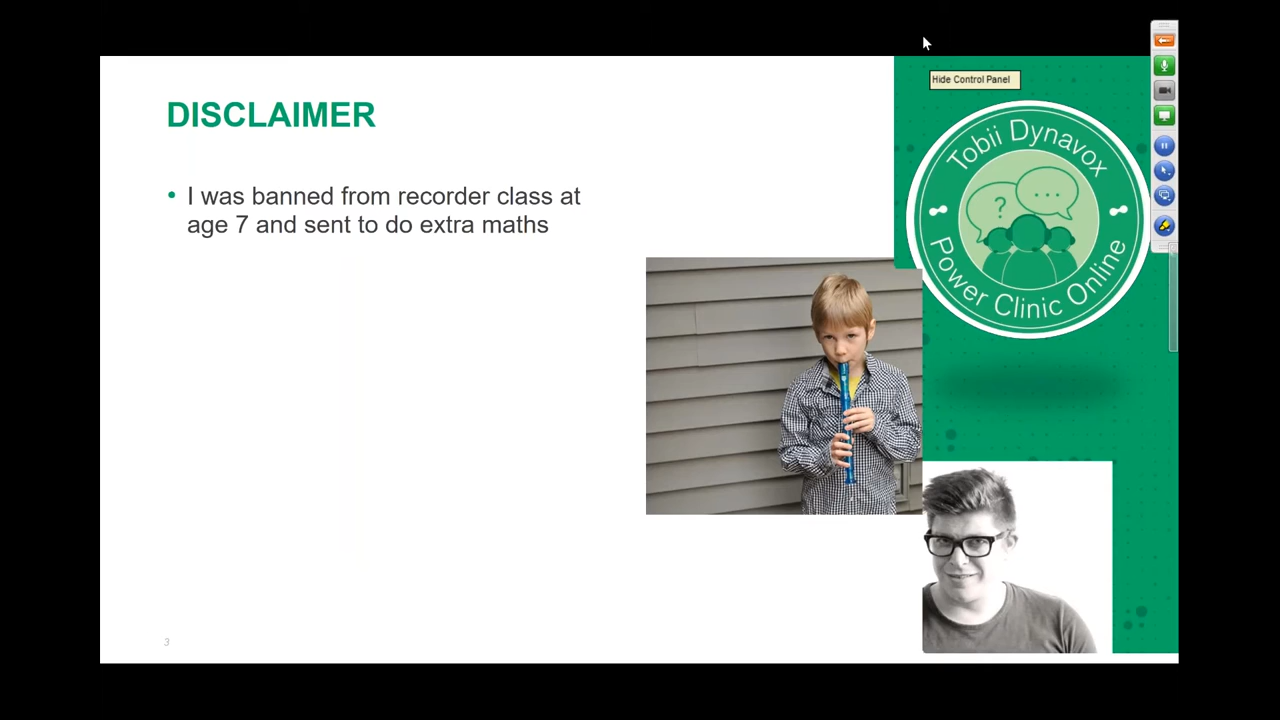 Hide Control Panel
DISCLAIMER
• I was banned from recorder class at
age 7 and sent to do extra maths
Tobii Dynavox
? ...
Power Clinic Online
3